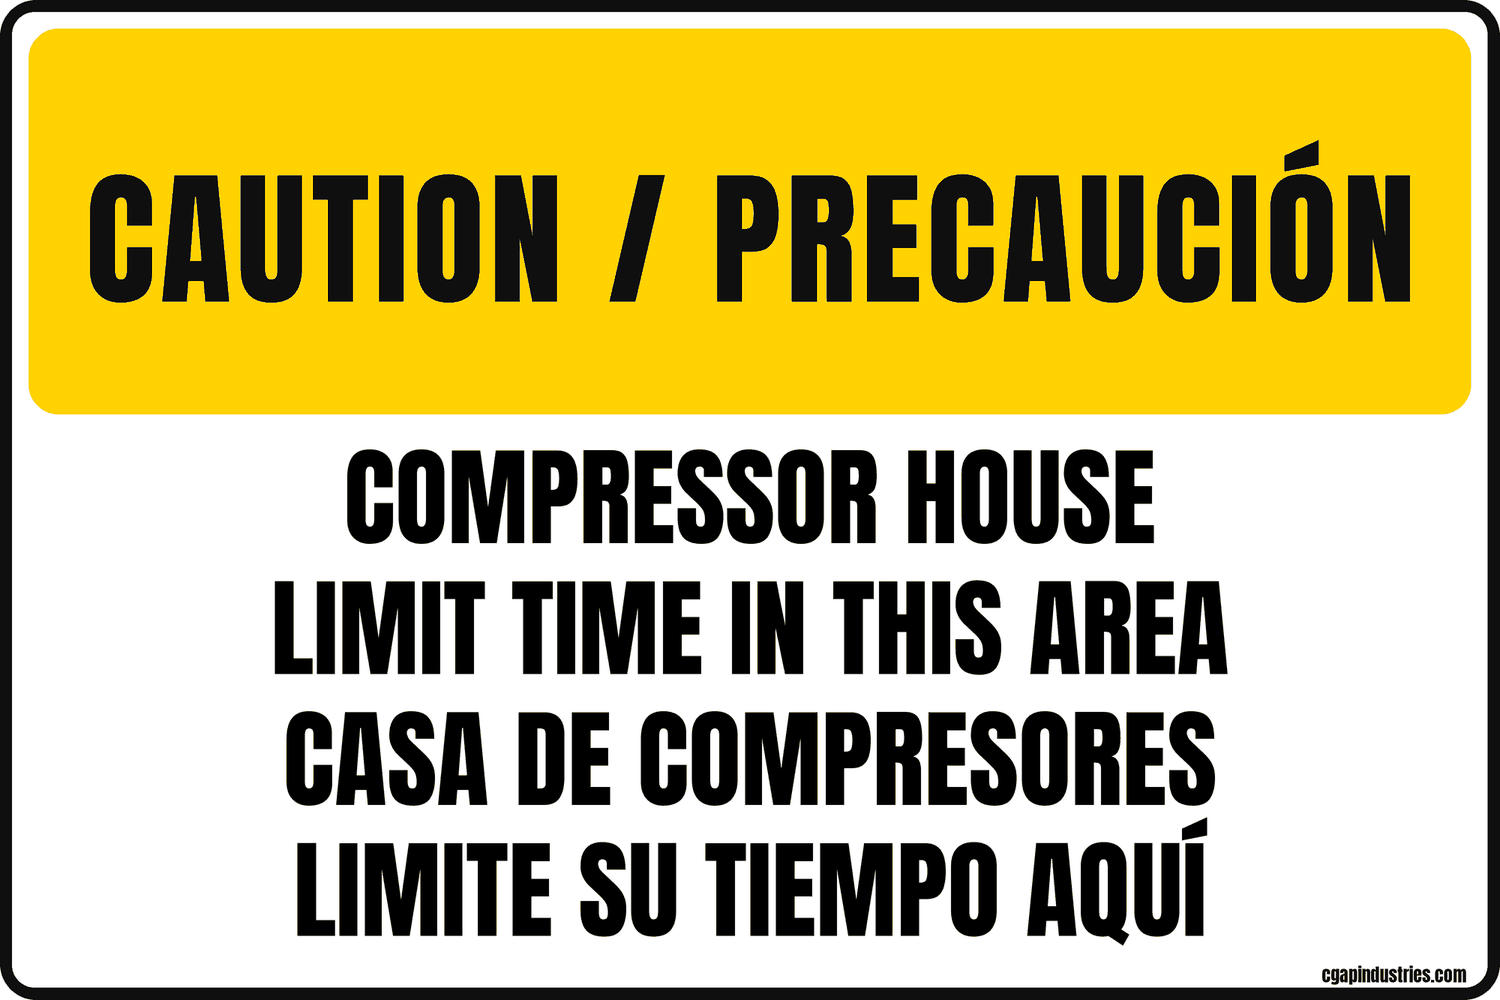 CAUTION / PRECAUCIÓN
COMPRESSOR HOUSE
LIMIT TIME IN THIS AREA
CASA DE COMPRESORES
LIMITE SU TIEMPO AQUÍ
cgapindustries.com